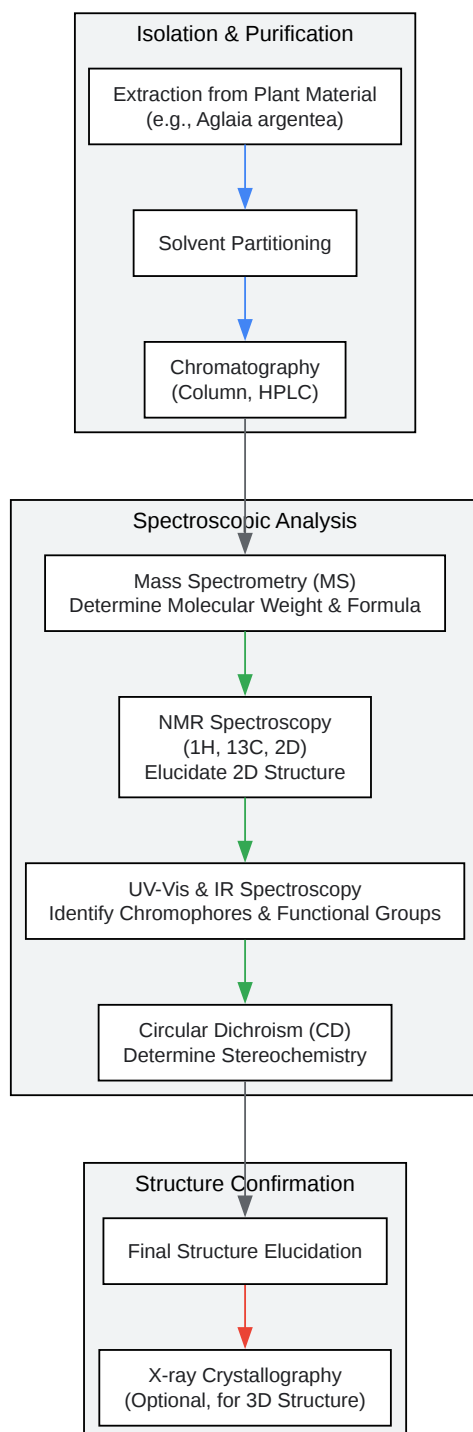 Isolation & Purification
Extraction from Plant Material
(e.g., Aglaia argentea)
Solvent Partitioning
Chromatography
(Column, HPLC)
Spectroscopic Analysis
Mass Spectrometry (MS)
Determine Molecular Weight & Formula
NMR Spectroscopy
(1H, 13C, 2D)
Elucidate 2D Structure
UV-Vis & IR Spectroscopy
Identify Chromophores & Functional Groups
Circular Dichroism (CD)
Determine Stereochemistry
Structure Confirmation
Final Structure Elucidation
X-ray Crystallography
(Optional, for 3D Structure)